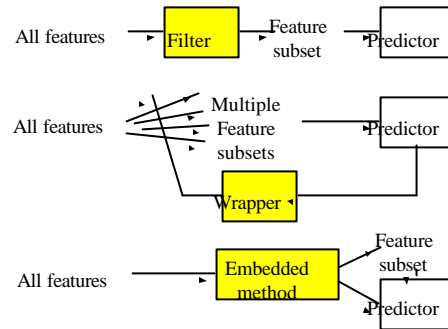 All features
Filter
Feature
subset
Predictor
All features
Multiple
Feature
subsets
Predictor
Wrapper
All features
Embedded
method
Feature
subset
Predictor